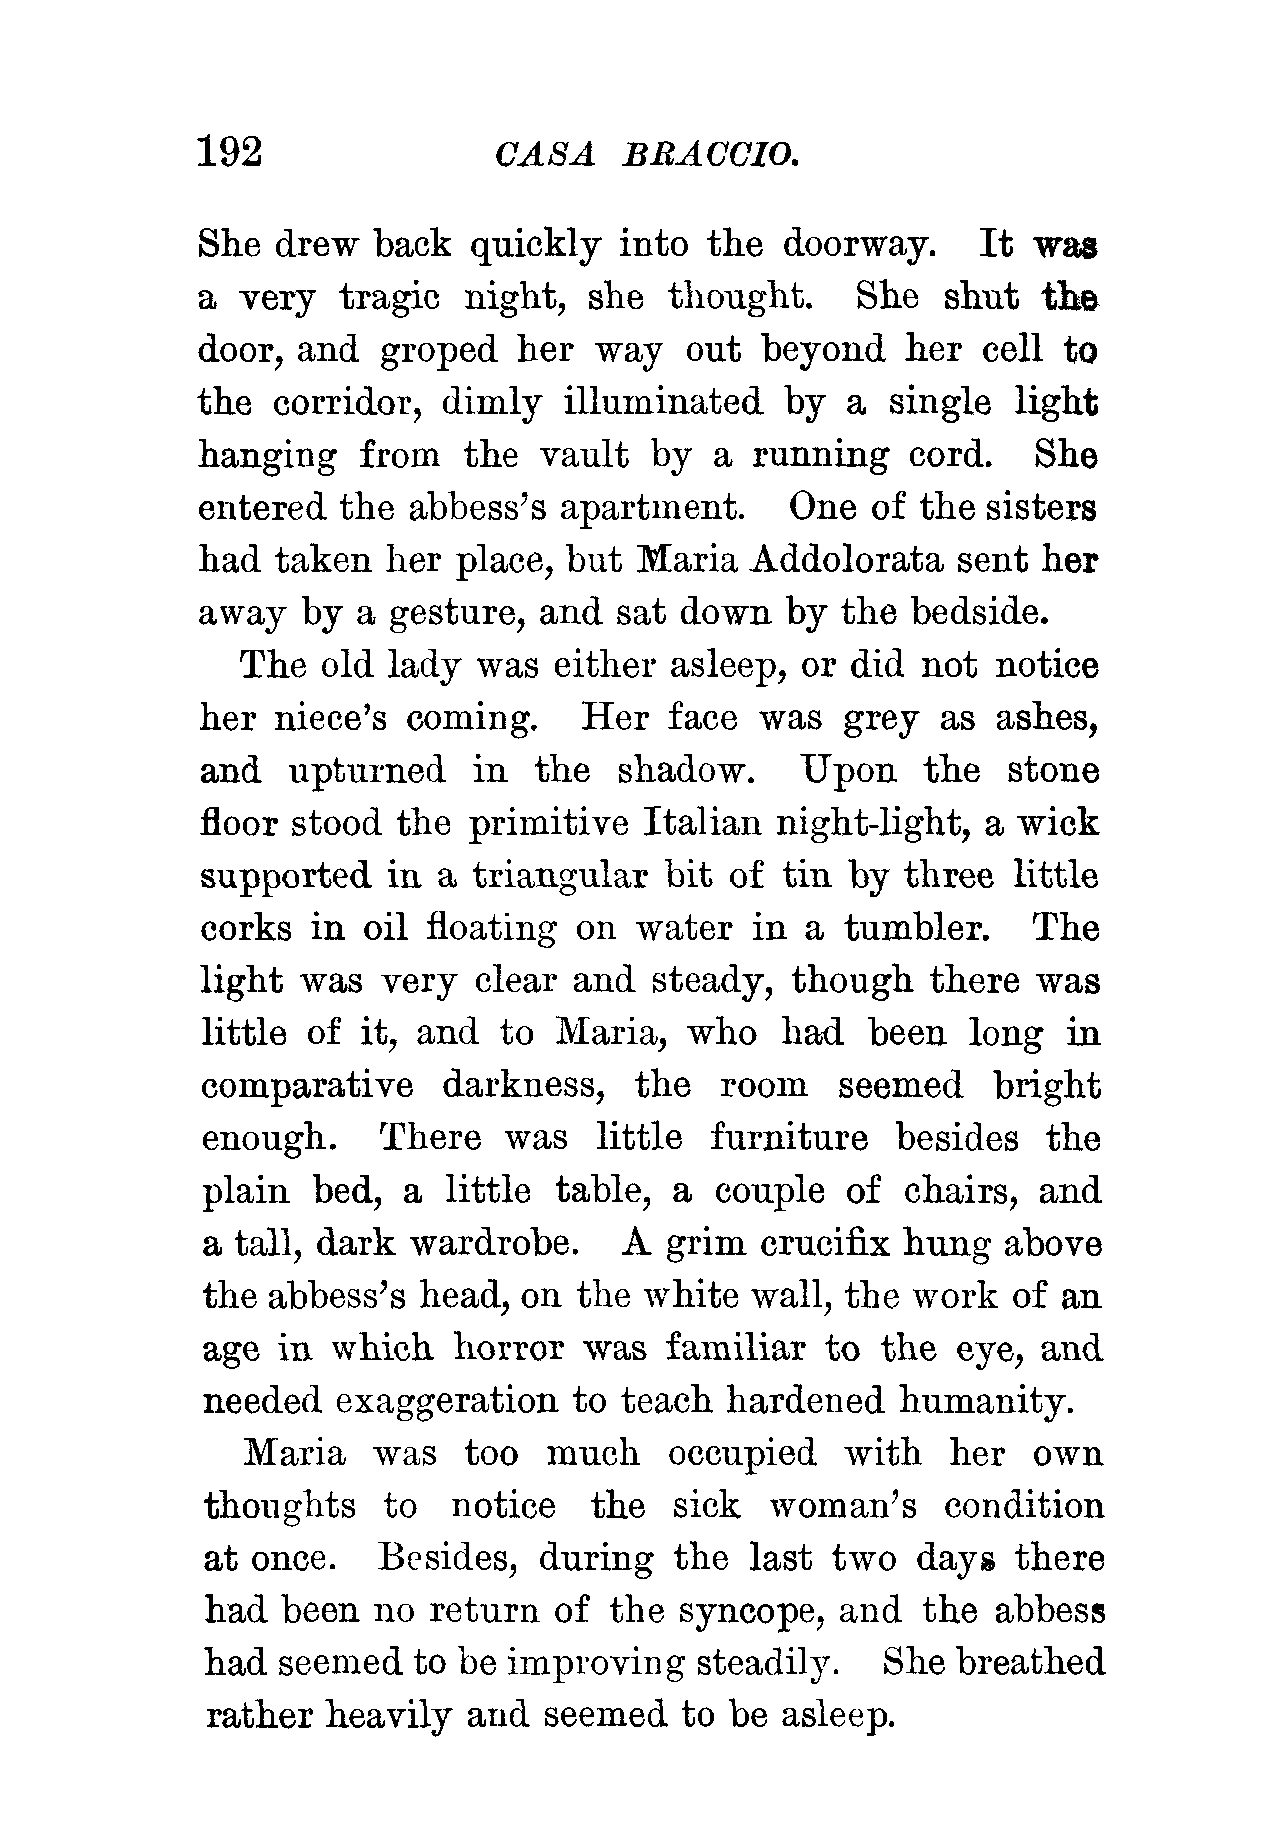 192 CASA BRACCIO.
She drew back quickly into the doorway. It was
a very tragic night, she thought. She shut the
door, and groped her way out beyond her cell to
the corridor, dimly illuminated by a single light
hanging from the vault by a running cord. She
entered the abbess's apartment. One of the sisters
had taken her place, but Maria Addolorata sent her
away by a gesture, and sat down by the bedside.
The old lady was either asleep, or did not notice
her niece's coming. Her face was grey as ashes,
and upturned in the shadow. Upon the stone
floor stood the primitive Italian night-light, a wick
supported in a triangular bit of tin by three little
corks in oil floating on water in a tumbler. The
light was very clear and steady, though there was
little of it, and to Maria, who had been long in
comparative darkness, the room seemed bright
enough. There was little furniture besides the
plain bed, a little table, a couple of chairs, and
a tall, dark wardrobe. A grim crucifix hung above
the abbess's head, on the white wall, the work of an
age in which horror was familiar to the eye, and
needed exaggeration to teach hardened humanity.
Maria was too much occupied with her own
thoughts to notice the sick woman's condition
at once. Besides, during the last two days there
had been no return of the syncope, and the abbess
had seemed to be improving steadily. She breathed
rather heavily and seemed to be asleep.